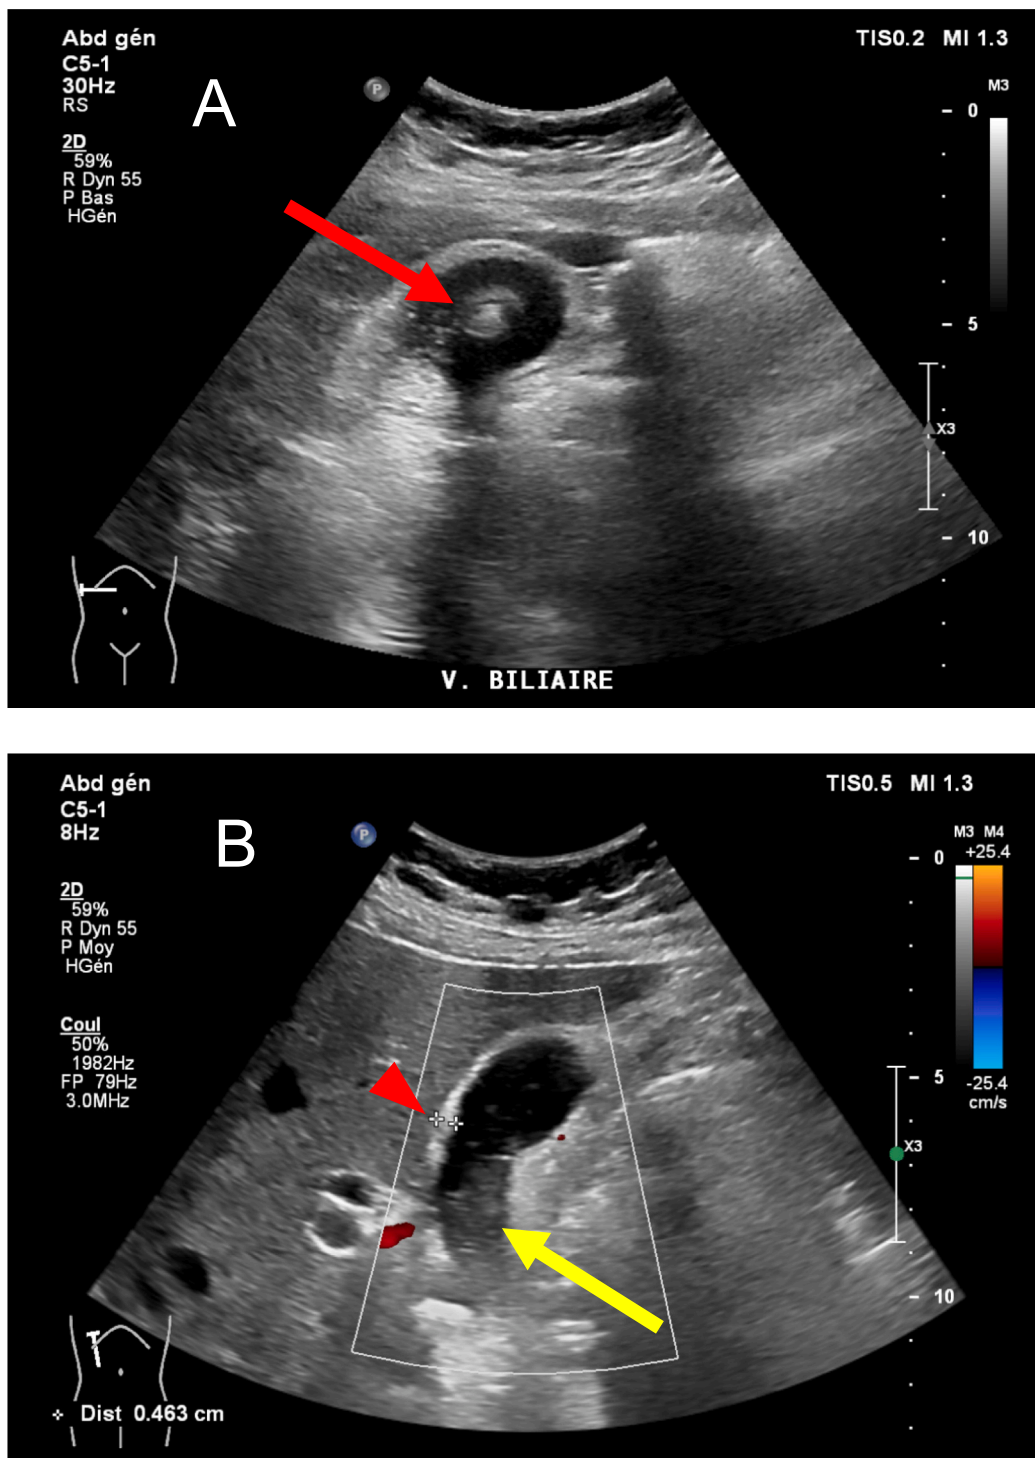 Abd gén
C5-1
30Hz
RS
2D
59%
R Dyn 55
P Bas
HGén
A
P
TIS0.2 MI 1.3
M3
0
5
X3
10
V. BILIAIRE
Abd gén
C5-1
8Hz
2D
59%
R Dyn 55
P Moy
HGén
Coul
50%
1982Hz
FP 79Hz
3.0MHz
B
P
TIS0.5 MI 1.3
M3 M4
+25.4
-25.4
cm/s
0
5
X3
10
Dist 0.463 cm